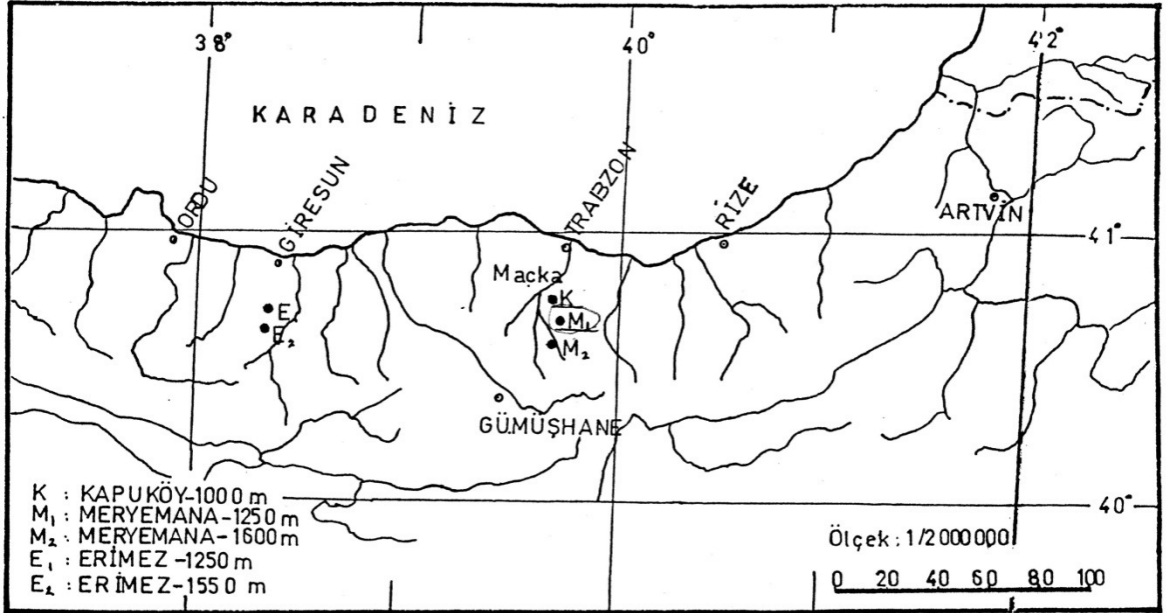 38° 40° 42°
KARADENİZ
ORDU
GİRESUN
TRABZON
RİZE
ARTVİN
41°
Maçka
K
M₁
M₂
E₁
E₂
GÜMÜŞHANE
40°
K : KAPUKÖY-1000 m
M₁ : MERYEMANA-1250 m
M₂ : MERYEMANA-1600 m
E₁ : ERİMEZ-1250 m
E₂ : ERİMEZ-1550 m
Ölçek : 1/2000000
0 20 40 60 80 100